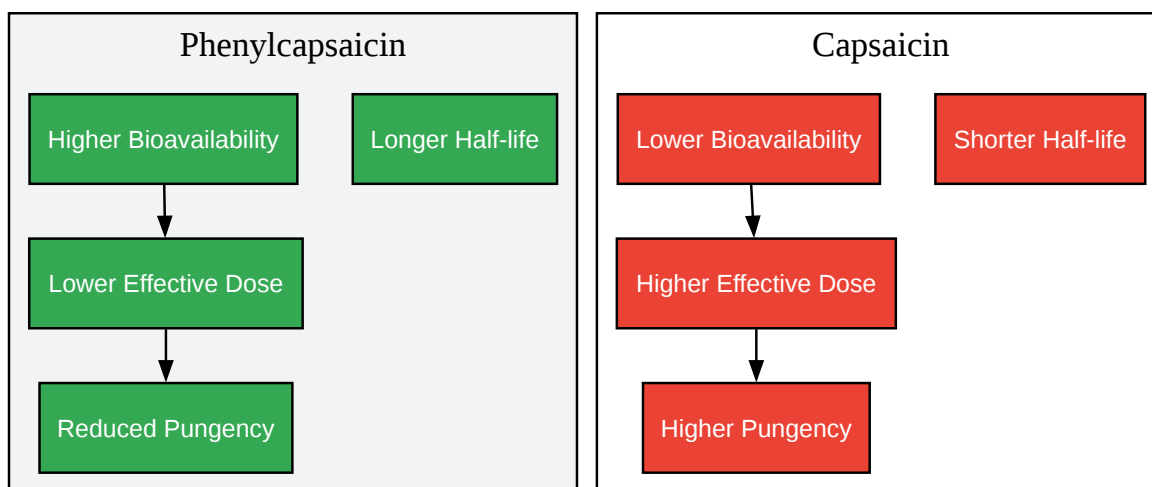 Phenylcapsaicin
Higher Bioavailability
Longer Half-life
Lower Effective Dose
Reduced Pungency
Capsaicin
Lower Bioavailability
Shorter Half-life
Higher Effective Dose
Higher Pungency